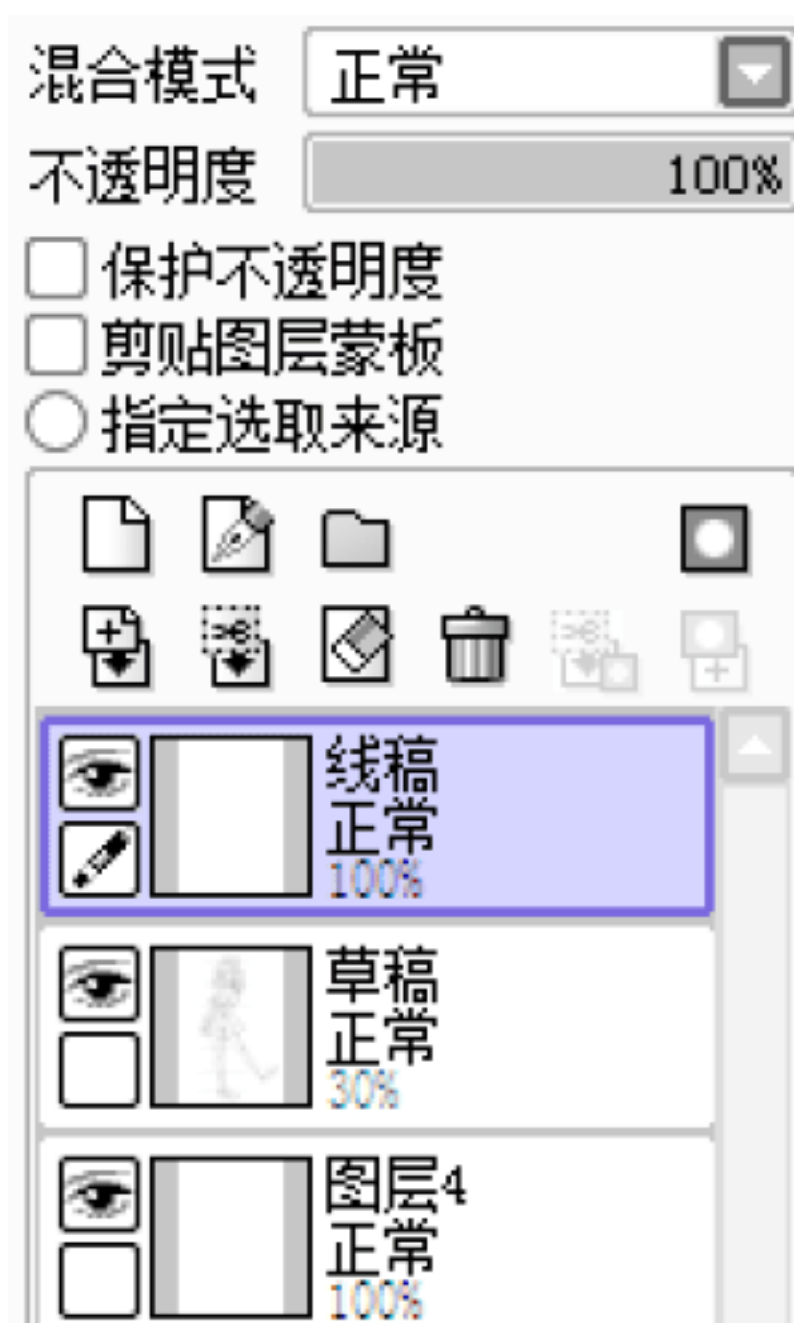 混合模式 正常
不透明度 100%
保护不透明度
剪贴图层蒙板
指定选取来源
线稿
正常
100%
草稿
正常
30%
图层4
正常
100%